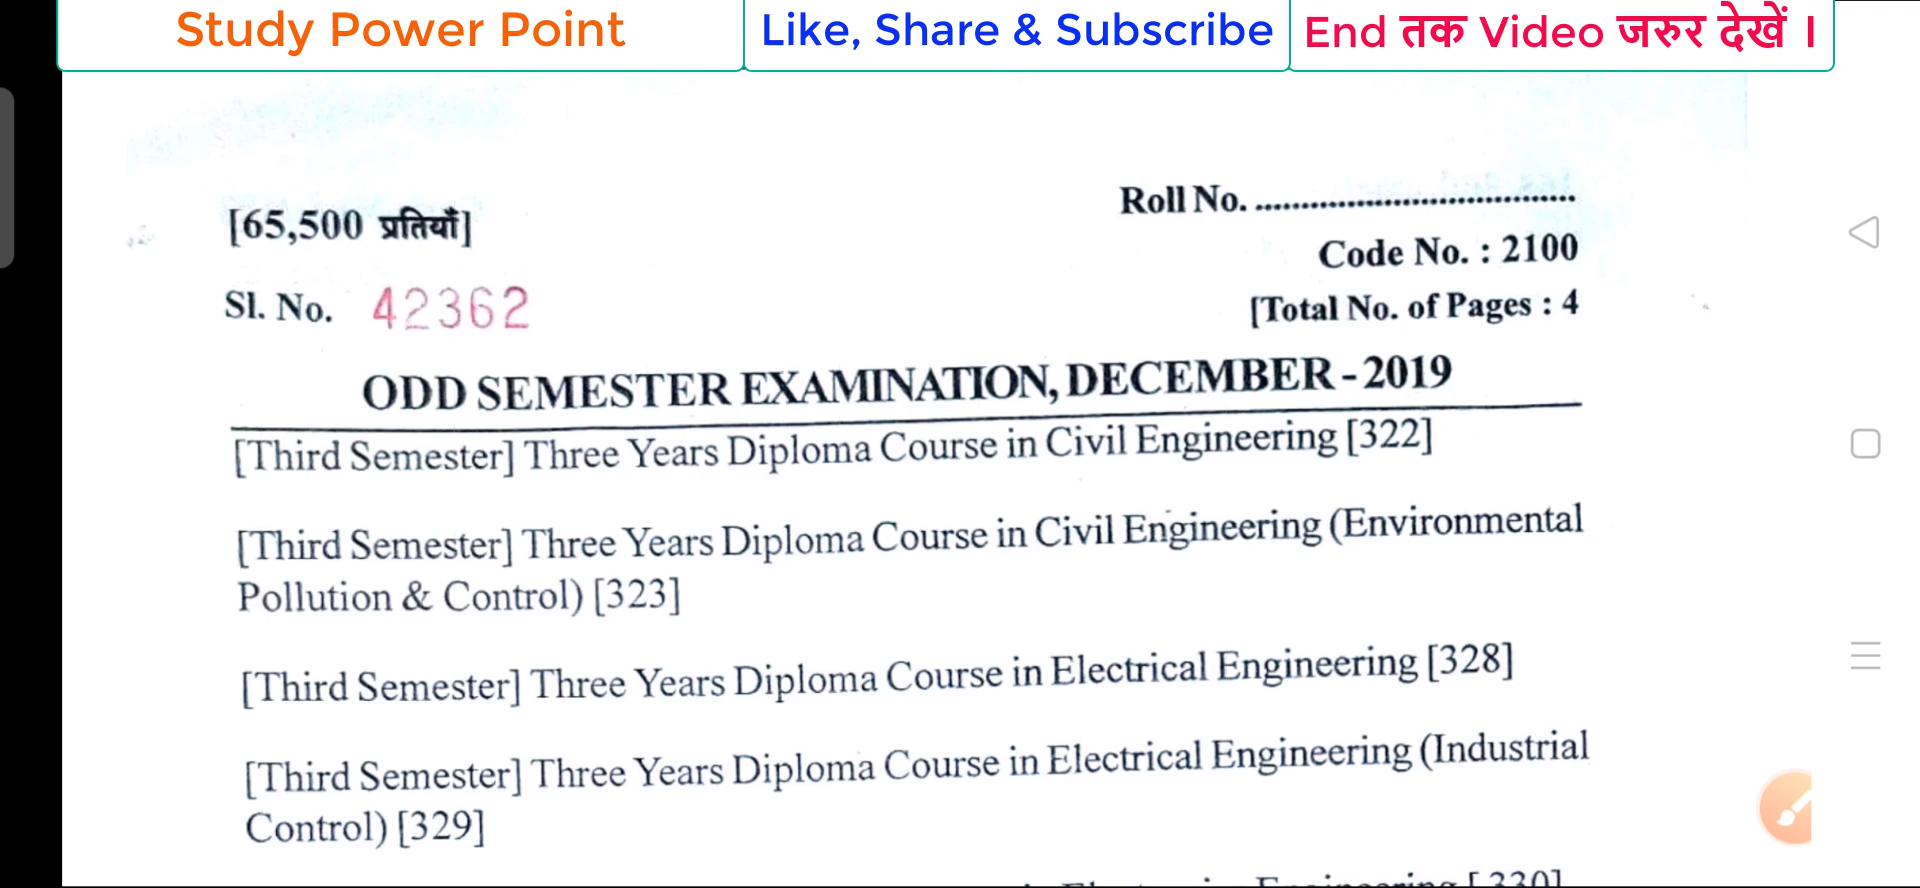 Study Power Point
Like, Share & Subscribe
End तक Video जरुर देखें ।
[65,500 प्रतियाँ]
Roll No. ........................................
Code No. : 2100
Sl. No. 42362
[Total No. of Pages : 4
ODD SEMESTER EXAMINATION, DECEMBER - 2019
[Third Semester] Three Years Diploma Course in Civil Engineering [322]
[Third Semester] Three Years Diploma Course in Civil Engineering (Environmental
Pollution & Control) [323]
[Third Semester] Three Years Diploma Course in Electrical Engineering [328]
[Third Semester] Three Years Diploma Course in Electrical Engineering (Industrial
Control) [329]